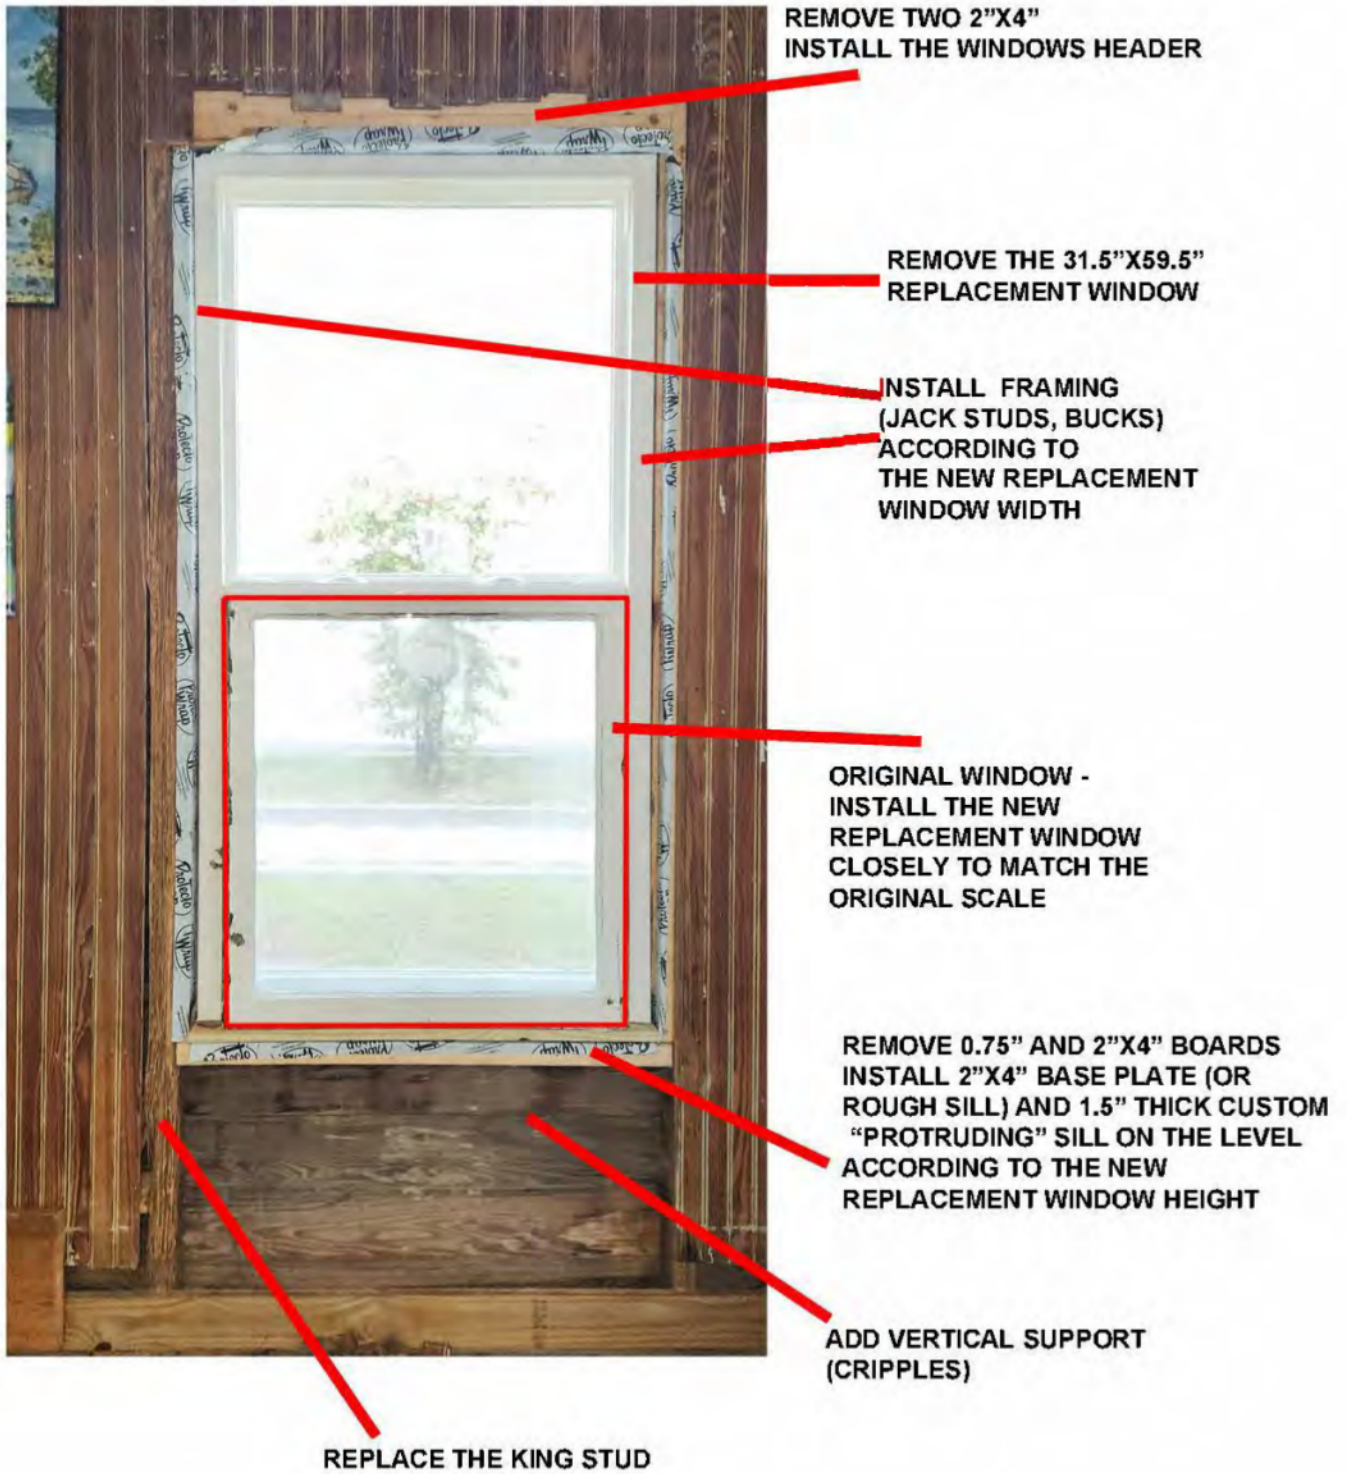 REMOVE TWO 2”X4”
INSTALL THE WINDOWS HEADER
REMOVE THE 31.5”X59.5”
REPLACEMENT WINDOW
INSTALL FRAMING
(JACK STUDS, BUCKS)
ACCORDING TO
THE NEW REPLACEMENT
WINDOW WIDTH
ORIGINAL WINDOW -
INSTALL THE NEW
REPLACEMENT WINDOW
CLOSELY TO MATCH THE
ORIGINAL SCALE
REMOVE 0.75” AND 2”X4” BOARDS
INSTALL 2”X4” BASE PLATE (OR
ROUGH SILL) AND 1.5” THICK CUSTOM
“PROTRUDING” SILL ON THE LEVEL
ACCORDING TO THE NEW
REPLACEMENT WINDOW HEIGHT
ADD VERTICAL SUPPORT
(CRIPPLES)
REPLACE THE KING STUD